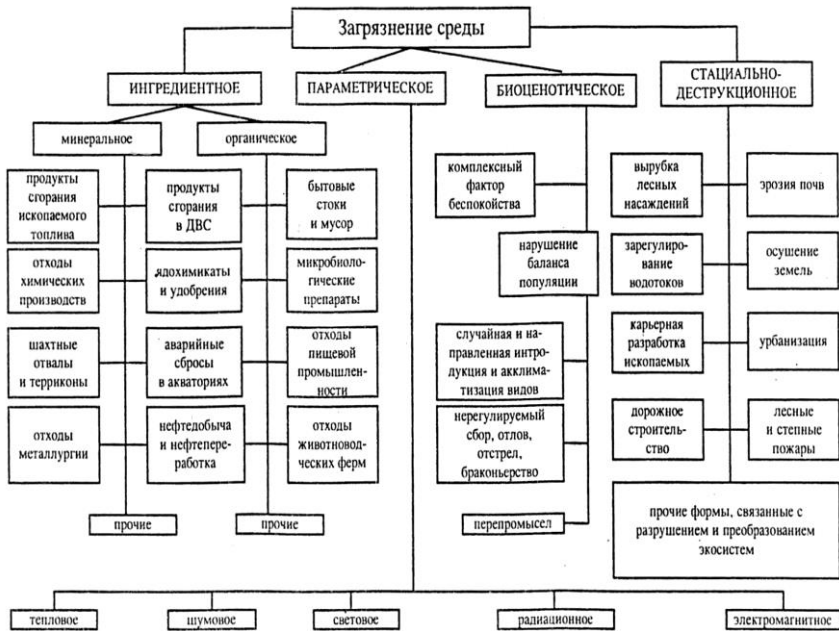 Загрязнение среды
ИНГРЕДИЕНТНОЕ
ПАРАМЕТРИЧЕСКОЕ
БИОЦЕНОТИЧЕСКОЕ
СТАЦИАЛЬНО-
ДЕСТРУКЦИОННОЕ
минеральное
органическое
продукты
сгорания
ископаемого
топлива
продукты
сгорания
в ДВС
бытовые
стоки
и мусор
отходы
химических
производств
ядохимикаты
и удобрения
микробиоло-
гические
препараты
шахтные
отвалы
и терриконы
аварийные
сбросы
в акваториях
отходы
пищевой
промышлен-
ности
отходы
металлургии
нефтедобыча
и нефтепере-
работка
отходы
животновод-
ческих ферм
прочие
прочие
комплексный
фактор
беспокойства
нарушение
баланса
популяции
случайная и на-
правленная интро-
дукция и акклима-
тизация видов
нерегулируемый
сбор, отлов,
отстрел,
браконьерство
перепромысел
вырубка
лесных
насаждений
эрозия почв
зарегулиро-
вание
водотоков
осушение
земель
карьерная
разработка
ископаемых
урбанизация
дорожное
строитель-
ство
лесные
и степные
пожары
прочие формы, связанные с
разрушением и преобразованием
экосистем
тепловое
шумовое
световое
радиационное
электромагнитное